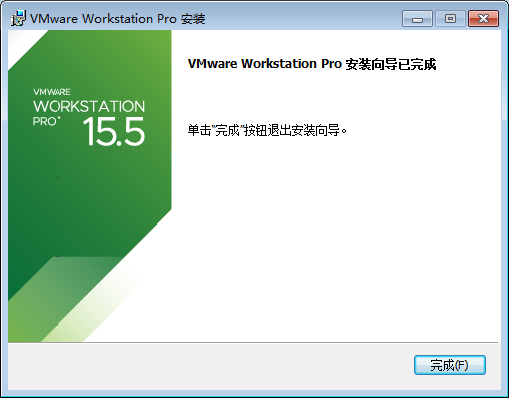 VMware Workstation Pro 安装
VMWARE
WORKSTATION
PRO™
15.5
VMware Workstation Pro 安装向导已完成
单击"完成"按钮退出安装向导。
完成(F)